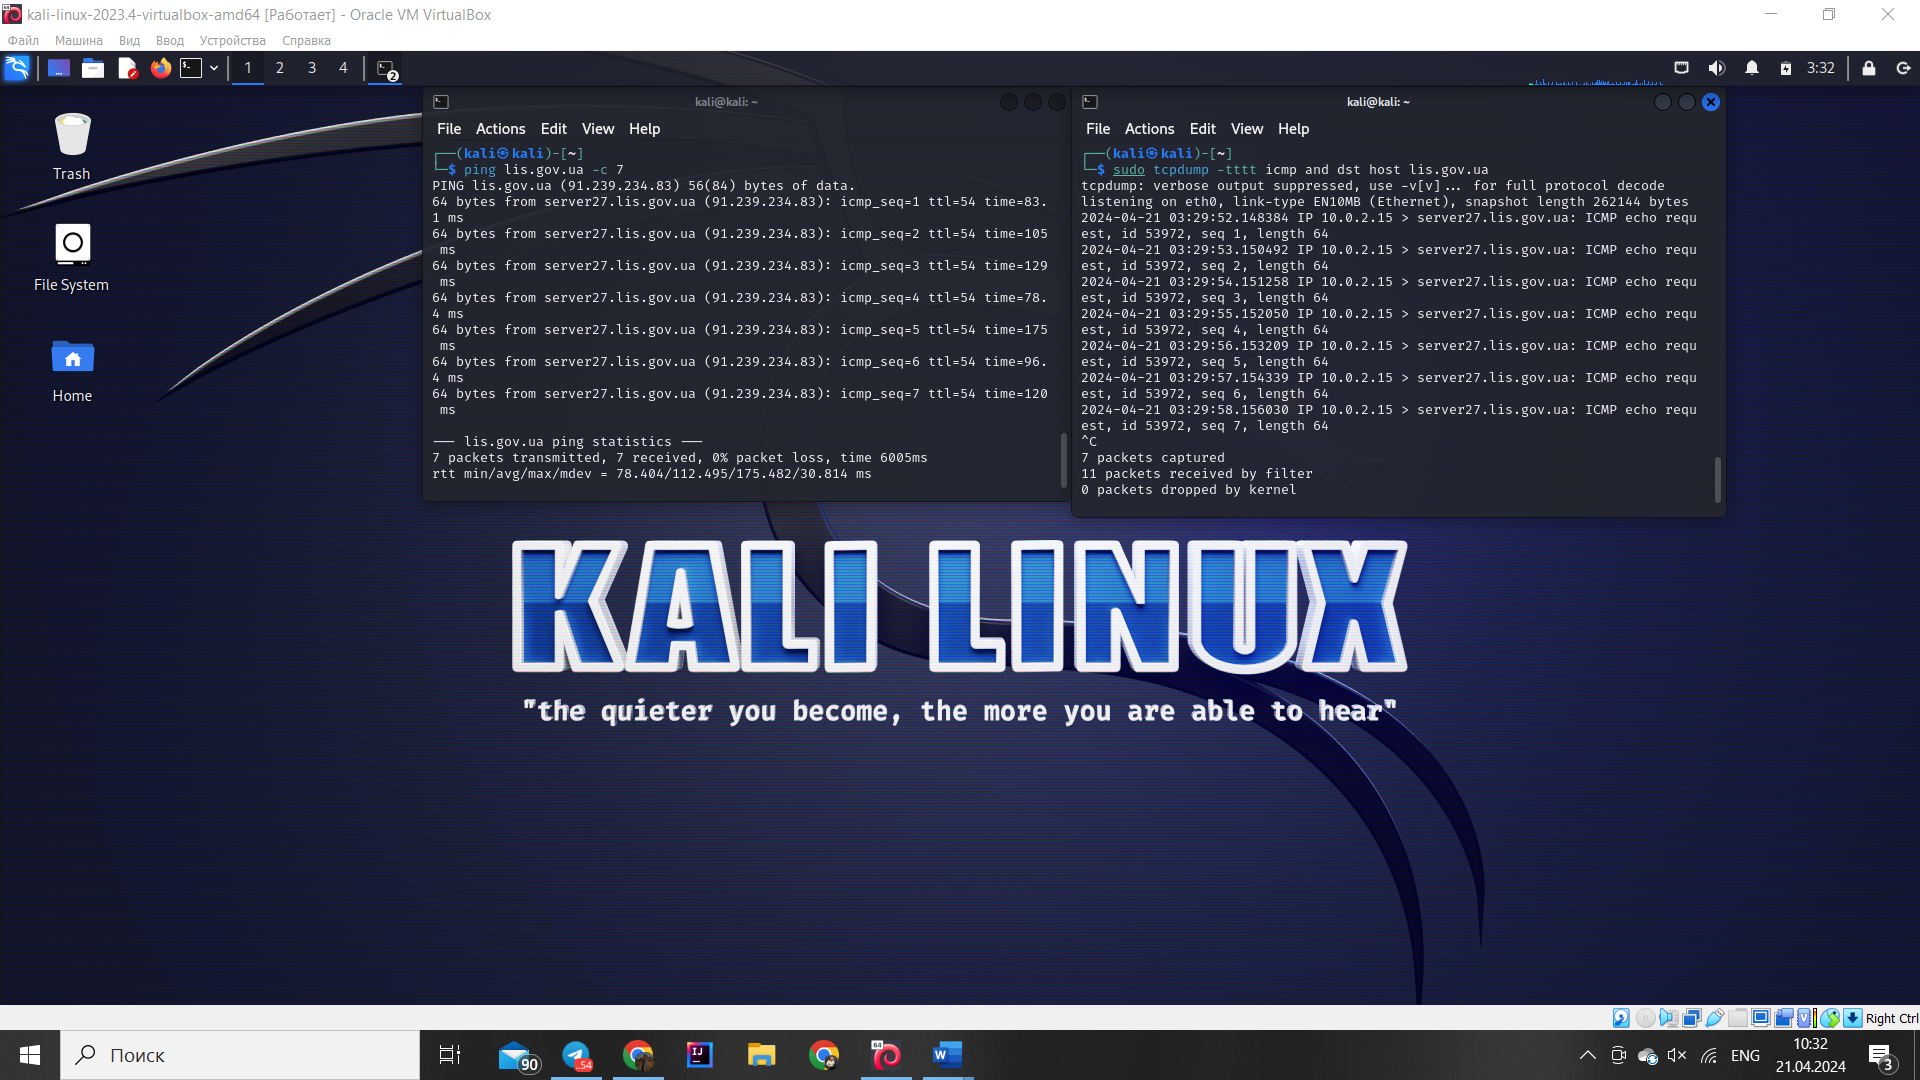 kali-linux-2023.4-virtualbox-amd64 [Работает] - Oracle VM VirtualBox
Файл Машина Вид Ввод Устройства Справка
1 2 3 4 2 3:32
Trash
File System
Home
kali@kali: ~
File Actions Edit View Help
┌──(kali㉿kali)-[~]
└─$ ping lis.gov.ua -c 7
PING lis.gov.ua (91.239.234.83) 56(84) bytes of data.
64 bytes from server27.lis.gov.ua (91.239.234.83): icmp_seq=1 ttl=54 time=83.
1 ms
64 bytes from server27.lis.gov.ua (91.239.234.83): icmp_seq=2 ttl=54 time=105
ms
64 bytes from server27.lis.gov.ua (91.239.234.83): icmp_seq=3 ttl=54 time=129
ms
64 bytes from server27.lis.gov.ua (91.239.234.83): icmp_seq=4 ttl=54 time=78.
4 ms
64 bytes from server27.lis.gov.ua (91.239.234.83): icmp_seq=5 ttl=54 time=175
ms
64 bytes from server27.lis.gov.ua (91.239.234.83): icmp_seq=6 ttl=54 time=96.
4 ms
64 bytes from server27.lis.gov.ua (91.239.234.83): icmp_seq=7 ttl=54 time=120
ms
--- lis.gov.ua ping statistics ---
7 packets transmitted, 7 received, 0% packet loss, time 6005ms
rtt min/avg/max/mdev = 78.404/112.495/175.482/30.814 ms
kali@kali: ~
File Actions Edit View Help
┌──(kali㉿kali)-[~]
└─$ sudo tcpdump -tttt icmp and dst host lis.gov.ua
tcpdump: verbose output suppressed, use -v[v]... for full protocol decode
listening on eth0, link-type EN10MB (Ethernet), snapshot length 262144 bytes
2024-04-21 03:29:52.148384 IP 10.0.2.15 > server27.lis.gov.ua: ICMP echo requ
est, id 53972, seq 1, length 64
2024-04-21 03:29:53.150492 IP 10.0.2.15 > server27.lis.gov.ua: ICMP echo requ
est, id 53972, seq 2, length 64
2024-04-21 03:29:54.151258 IP 10.0.2.15 > server27.lis.gov.ua: ICMP echo requ
est, id 53972, seq 3, length 64
2024-04-21 03:29:55.152050 IP 10.0.2.15 > server27.lis.gov.ua: ICMP echo requ
est, id 53972, seq 4, length 64
2024-04-21 03:29:56.153209 IP 10.0.2.15 > server27.lis.gov.ua: ICMP echo requ
est, id 53972, seq 5, length 64
2024-04-21 03:29:57.154339 IP 10.0.2.15 > server27.lis.gov.ua: ICMP echo requ
est, id 53972, seq 6, length 64
2024-04-21 03:29:58.156030 IP 10.0.2.15 > server27.lis.gov.ua: ICMP echo requ
est, id 53972, seq 7, length 64
^C
7 packets captured
11 packets received by filter
0 packets dropped by kernel
KALI LINUX
"the quieter you become, the more you are able to hear"
Right Ctrl
Поиск
90
..54
IJ
64
W
ENG
10:32
21.04.2024
3